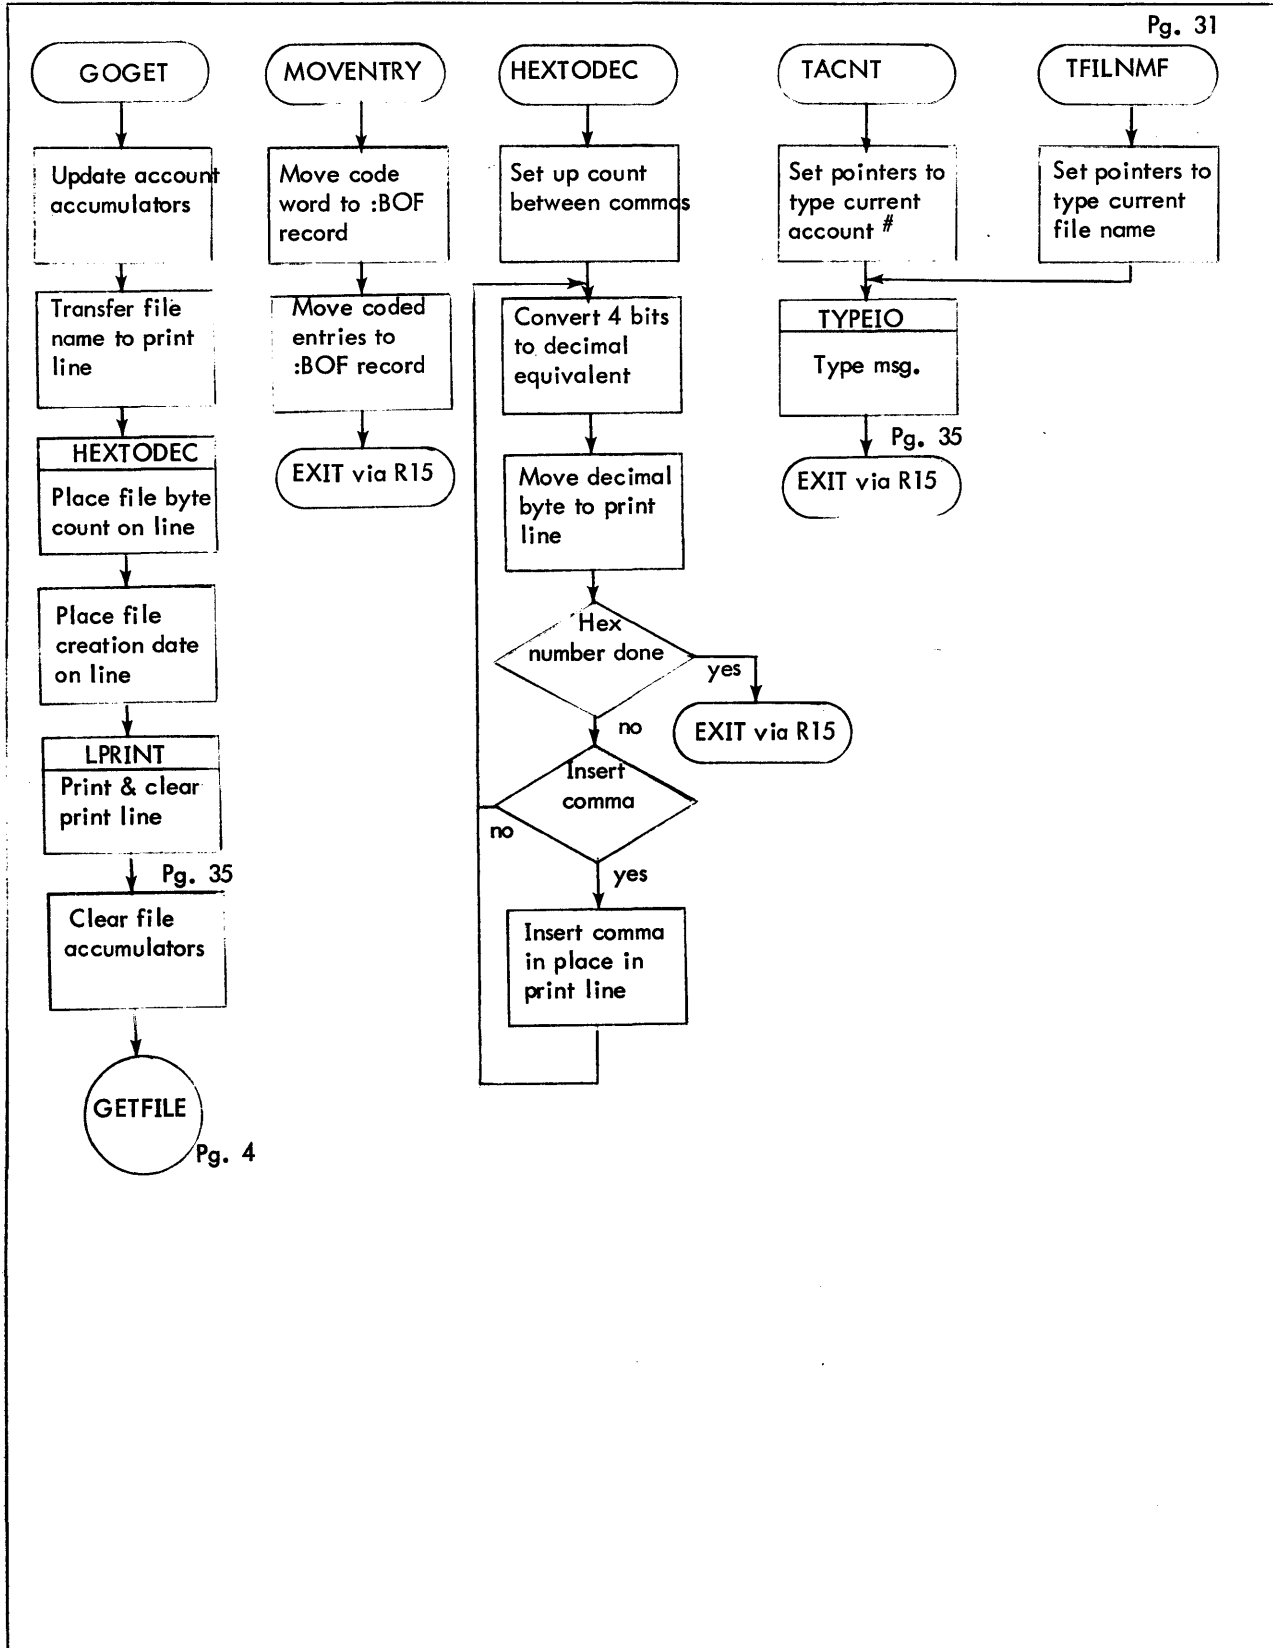 Pg. 31
GOGET
Update account
accumulators
Transfer file
name to print
line
HEXTODEC
Place file byte
count on line
Place file
creation date
on line
LPRINT
Print & clear
print line
Pg. 35
Clear file
accumulators
GETFILE
Pg. 4
MOVENTRY
Move code
word to :BOF
record
Move coded
entries to
:BOF record
EXIT via R15
HEXTODEC
Set up count
between commas
Convert 4 bits
to decimal
equivalent
Move decimal
byte to print
line
Hex
number done
yes
EXIT via R15
no
Insert
comma
no
yes
Insert comma
in place in
print line
TACNT
Set pointers to
type current
account #
TYPEIO
Type msg.
Pg. 35
EXIT via R15
TFILNMF
Set pointers to
type current
file name